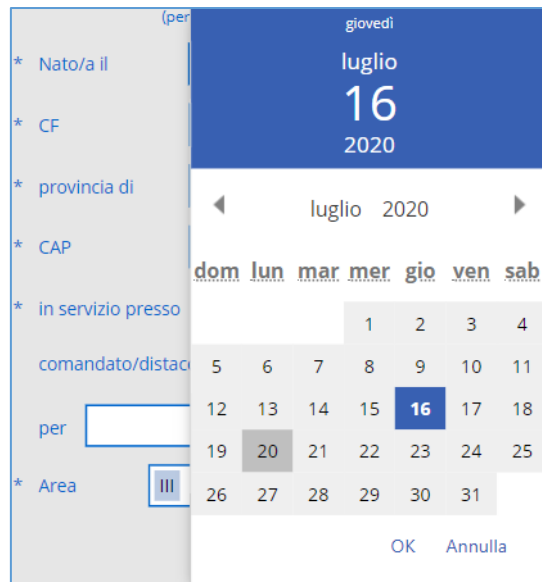 (per
* Nato/a il
* CF
* provincia di
* CAP
* in servizio presso
comandato/distac
per
* Area III
giovedì
luglio
16
2020
luglio 2020
dom lun mar mer gio ven sab
1 2 3 4
5 6 7 8 9 10 11
12 13 14 15 16 17 18
19 20 21 22 23 24 25
26 27 28 29 30 31
OK Annulla